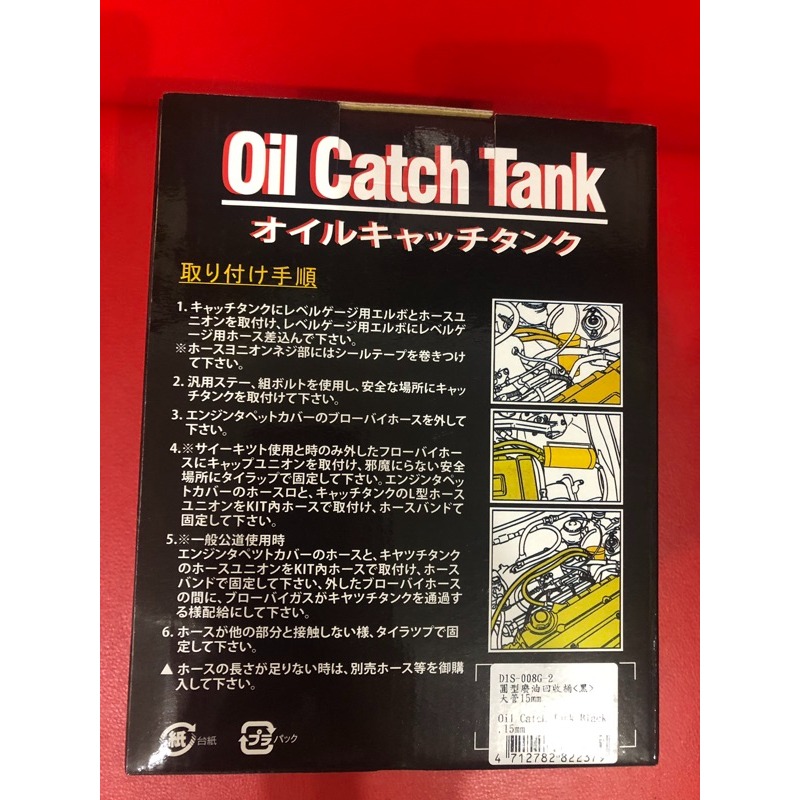 Oil Catch Tank
オイルキャッチタンク
取り付け手順
1. キャッチタンクにレベルゲージ用エルボとホースユ
ニオンを取付け、レベルゲージ用エルボにレベルゲ
ージ用ホース差込んで下さい。
※ホースヨニオンネジ部にはシールテープを巻きつけ
て下さい。
2. 汎用ステー、組ボルトを使用し、安全な場所にキャッ
チタンクを取付けて下さい。
3. エンジンタペットカバーのブローバイホースを外して
下さい。
4.※サイーキツト使用と時のみ外したフローバイホー
スにキャップユニオンを取付け、邪魔にらない安全
場所にタイラップで固定して下さい。エンジンタペッ
トカバーのホースロと、キャッチタンクのL型ホース
ユニオンをKIT內ホースで取付け、ホースバンドで
固定して下さい。
5.※一般公道使用時
エンジンタペツトカバーのホースと、キヤツチタンク
のホースユニオンをKIT內ホースで取付け、ホース
バンドで固定して下さい、外したブローバイホース
の間に、ブローバイガスがキヤツチタンクを通過す
る様配給にして下さい。
6. ホースが他の部分と接触しない様、タイラツプで固
定して下さい。
▲ ホースの長さが足りない時は、別売ホース等を御購
入して下さい。
紙 台紙
プラ パック
D1S-008G-2
圓型廢油回收桶<黑>
大管15mm
Oil Catch Tank Black
.15mm
4 712782 822379